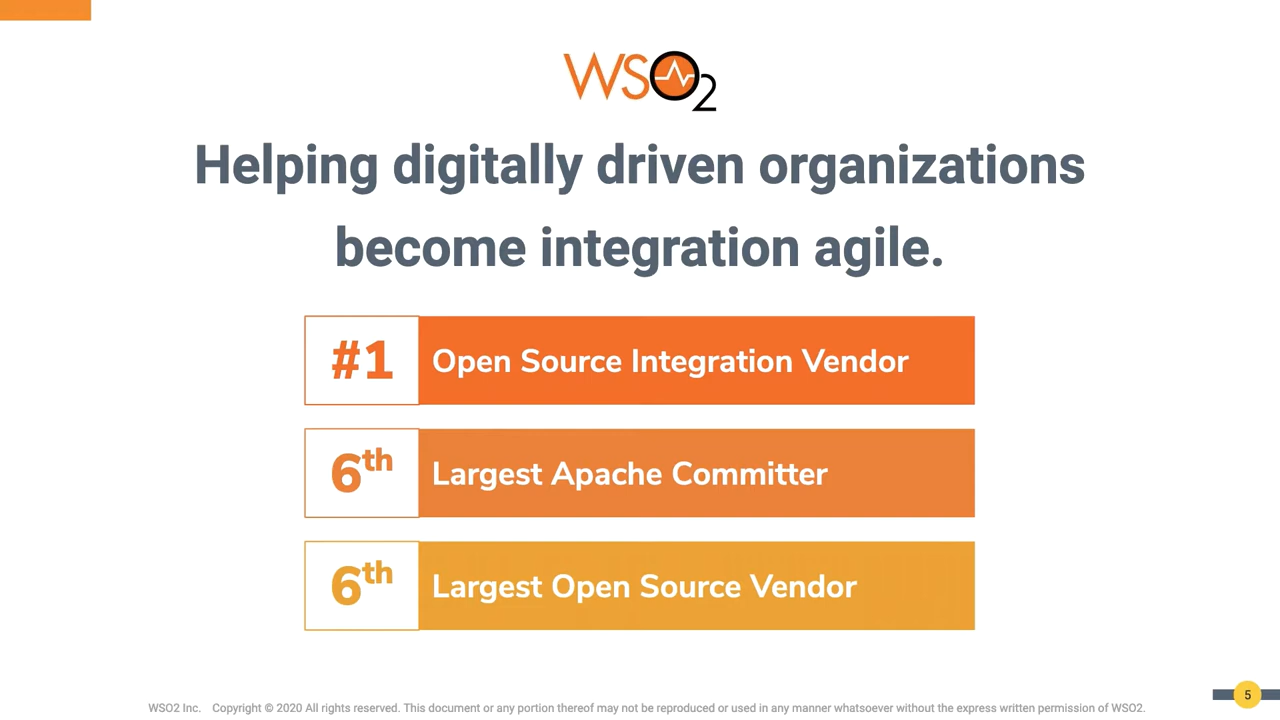 WSO2
Helping digitally driven organizations
become integration agile.
#1 Open Source Integration Vendor
6th Largest Apache Committer
6th Largest Open Source Vendor
WSO2 Inc. Copyright © 2020 All rights reserved. This document or any portion thereof may not be reproduced or used in any manner whatsoever without the express written permission of WSO2.
5